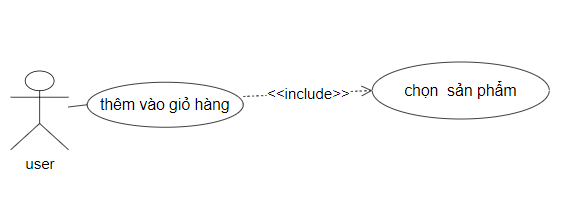 thêm vào giỏ hàng
<<include>>
chọn  sản phẩm
user